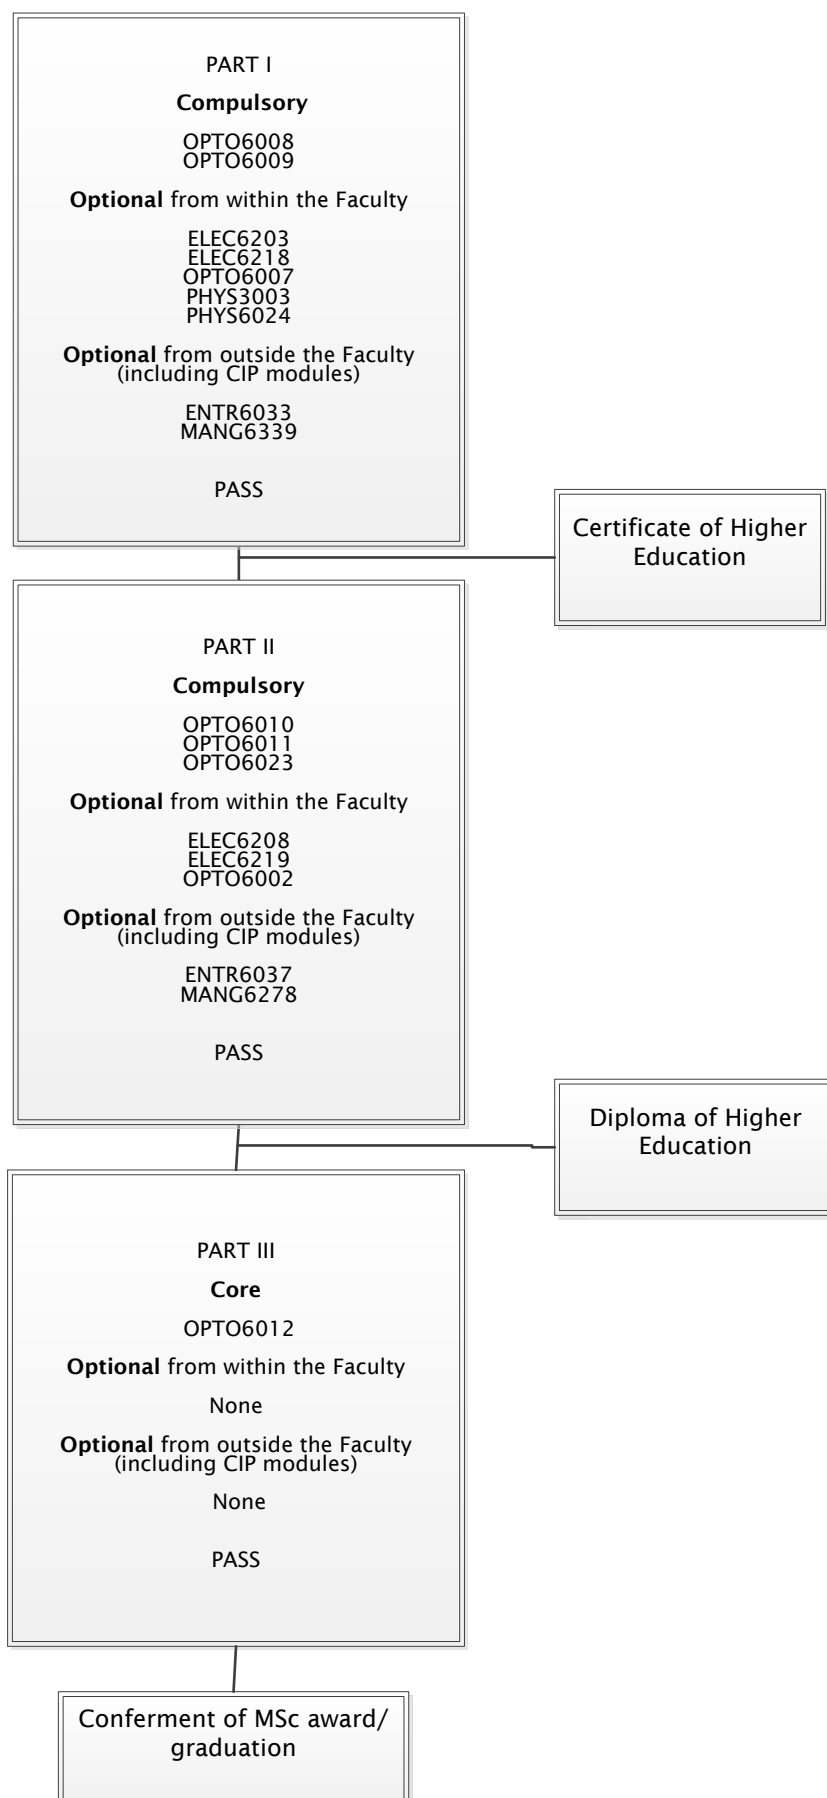 PART I
Compulsory
OPTO6008
OPTO6009
Optional from within the Faculty
ELEC6203
ELEC6218
OPTO6007
PHYS3003
PHYS6024
Optional from outside the Faculty
(including CIP modules)
ENTR6033
MANG6339
PASS
Certificate of Higher
Education
PART II
Compulsory
OPTO6010
OPTO6011
OPTO6023
Optional from within the Faculty
ELEC6208
ELEC6219
OPTO6002
Optional from outside the Faculty
(including CIP modules)
ENTR6037
MANG6278
PASS
Diploma of Higher
Education
PART III
Core
OPTO6012
Optional from within the Faculty
None
Optional from outside the Faculty
(including CIP modules)
None
PASS
Conferment of MSc award/
graduation